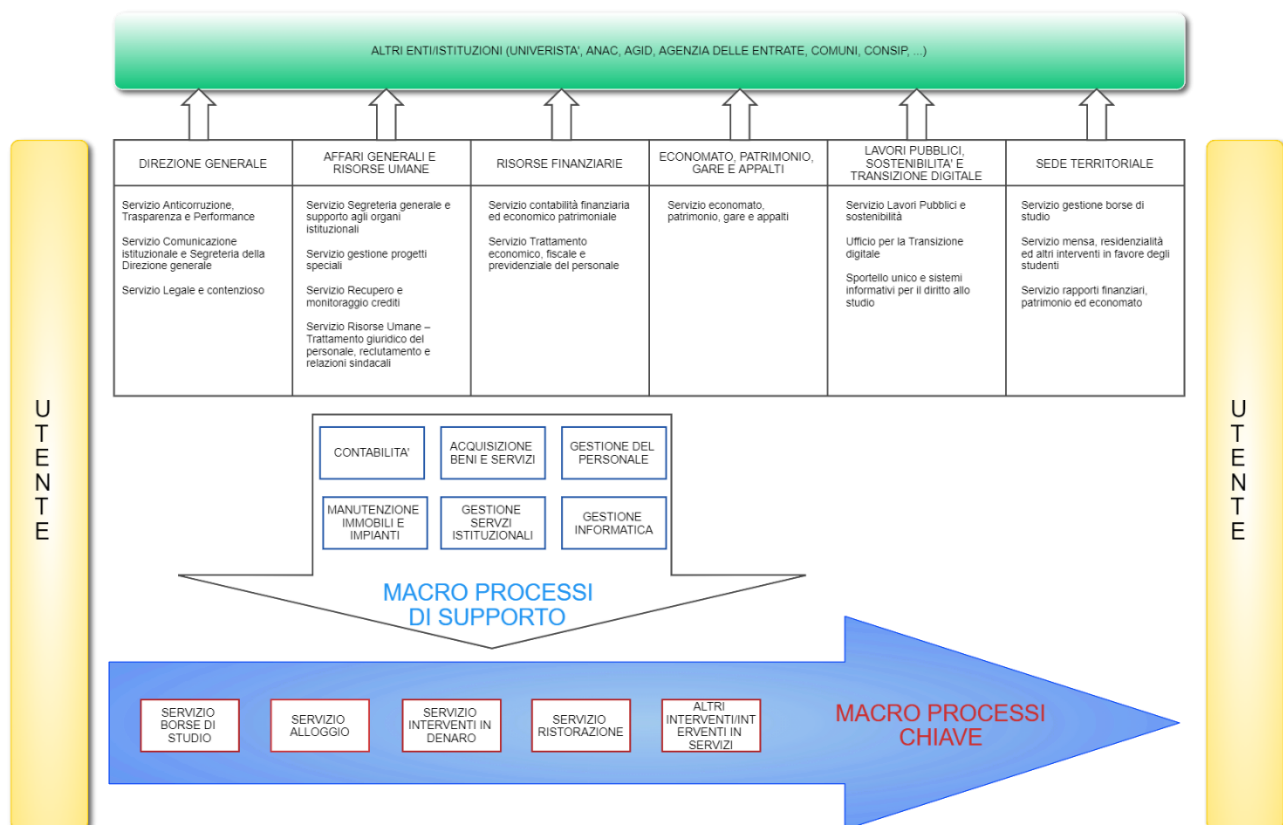 ALTRI ENTI/ISTITUZIONI (UNIVERISTA', ANAC, AGID, AGENZIA DELLE ENTRATE, COMUNI, CONSIP, ...)
UTENTE
DIREZIONE GENERALE
Servizio Anticorruzione,
Trasparenza e Performance
Servizio Comunicazione
istituzionale e Segreteria della
Direzione generale
Servizio Legale e contenzioso
AFFARI GENERALI E
RISORSE UMANE
Servizio Segreteria generale e
supporto agli organi
istituzionali
Servizio gestione progetti
speciali
Servizio Recupero e
monitoraggio crediti
Servizio Risorse Umane –
Trattamento giuridico del
personale, reclutamento e
relazioni sindacali
RISORSE FINANZIARIE
Servizio contabilità finanziaria
ed economico patrimoniale
Servizio Trattamento
economico, fiscale e
previdenziale del personale
ECONOMATO, PATRIMONIO,
GARE E APPALTI
Servizio economato,
patrimonio, gare e appalti
LAVORI PUBBLICI,
SOSTENIBILITA' E
TRANSIZIONE DIGITALE
Servizio Lavori Pubblici e
sostenibilità
Ufficio per la Transizione
digitale
Sportello unico e sistemi
informativi per il diritto allo
studio
SEDE TERRITORIALE
Servizio gestione borse di
studio
Servizio mensa, residenzialità
ed altri interventi in favore degli
studenti
Servizio rapporti finanziari,
patrimonio ed economato
UTENTE
CONTABILITA'
ACQUISIZIONE
BENI E SERVIZI
GESTIONE DEL
PERSONALE
MANUTENZIONE
IMMOBILI E
IMPIANTI
GESTIONE
SERVZI
ISTITUZIONALI
GESTIONE
INFORMATICA
MACRO PROCESSI
DI SUPPORTO
SERVIZIO
BORSE DI
STUDIO
SERVIZIO
ALLOGGIO
SERVIZIO
INTERVENTI IN
DENARO
SERVIZIO
RISTORAZIONE
ALTRI
INTERVENTI/INT
ERVENTI IN
SERVIZI
MACRO PROCESSI
CHIAVE